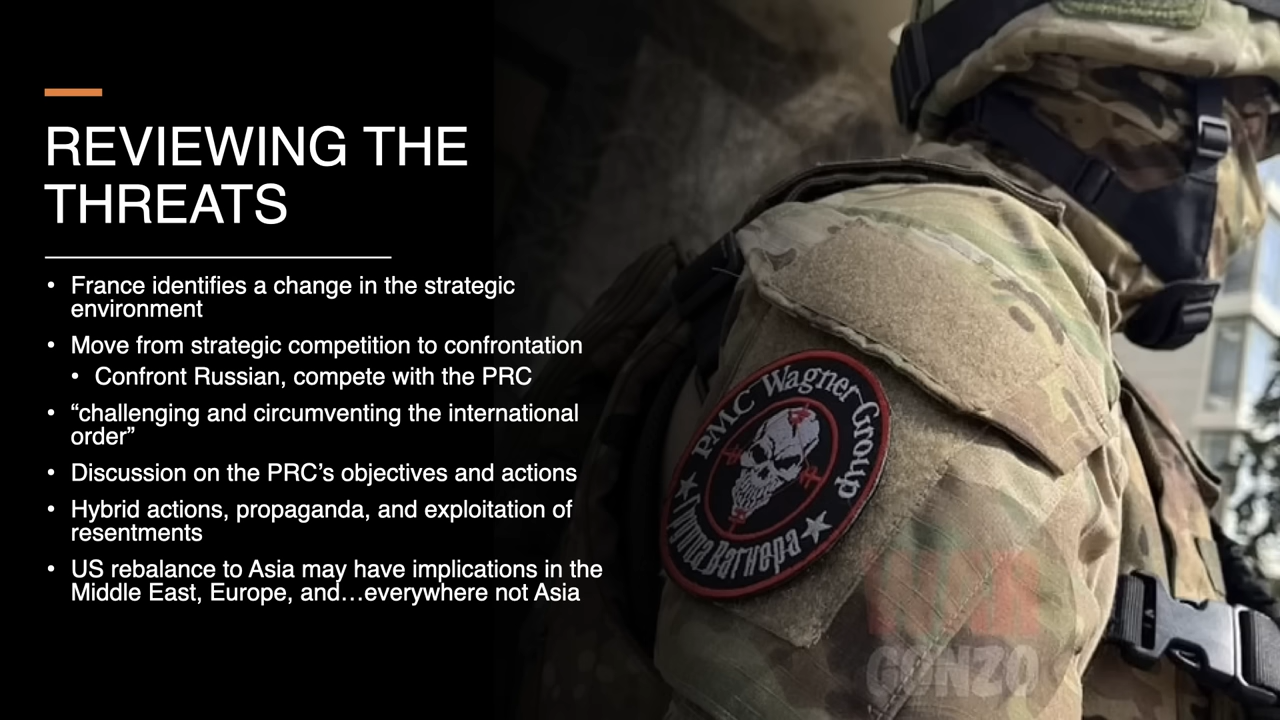 REVIEWING THE
THREATS
• France identifies a change in the strategic
environment
• Move from strategic competition to confrontation
• Confront Russian, compete with the PRC
• “challenging and circumventing the international
order”
• Discussion on the PRC’s objectives and actions
• Hybrid actions, propaganda, and exploitation of
resentments
• US rebalance to Asia may have implications in the
Middle East, Europe, and…everywhere not Asia
PMC Wagner Group
Группа Вагнера
GONZO